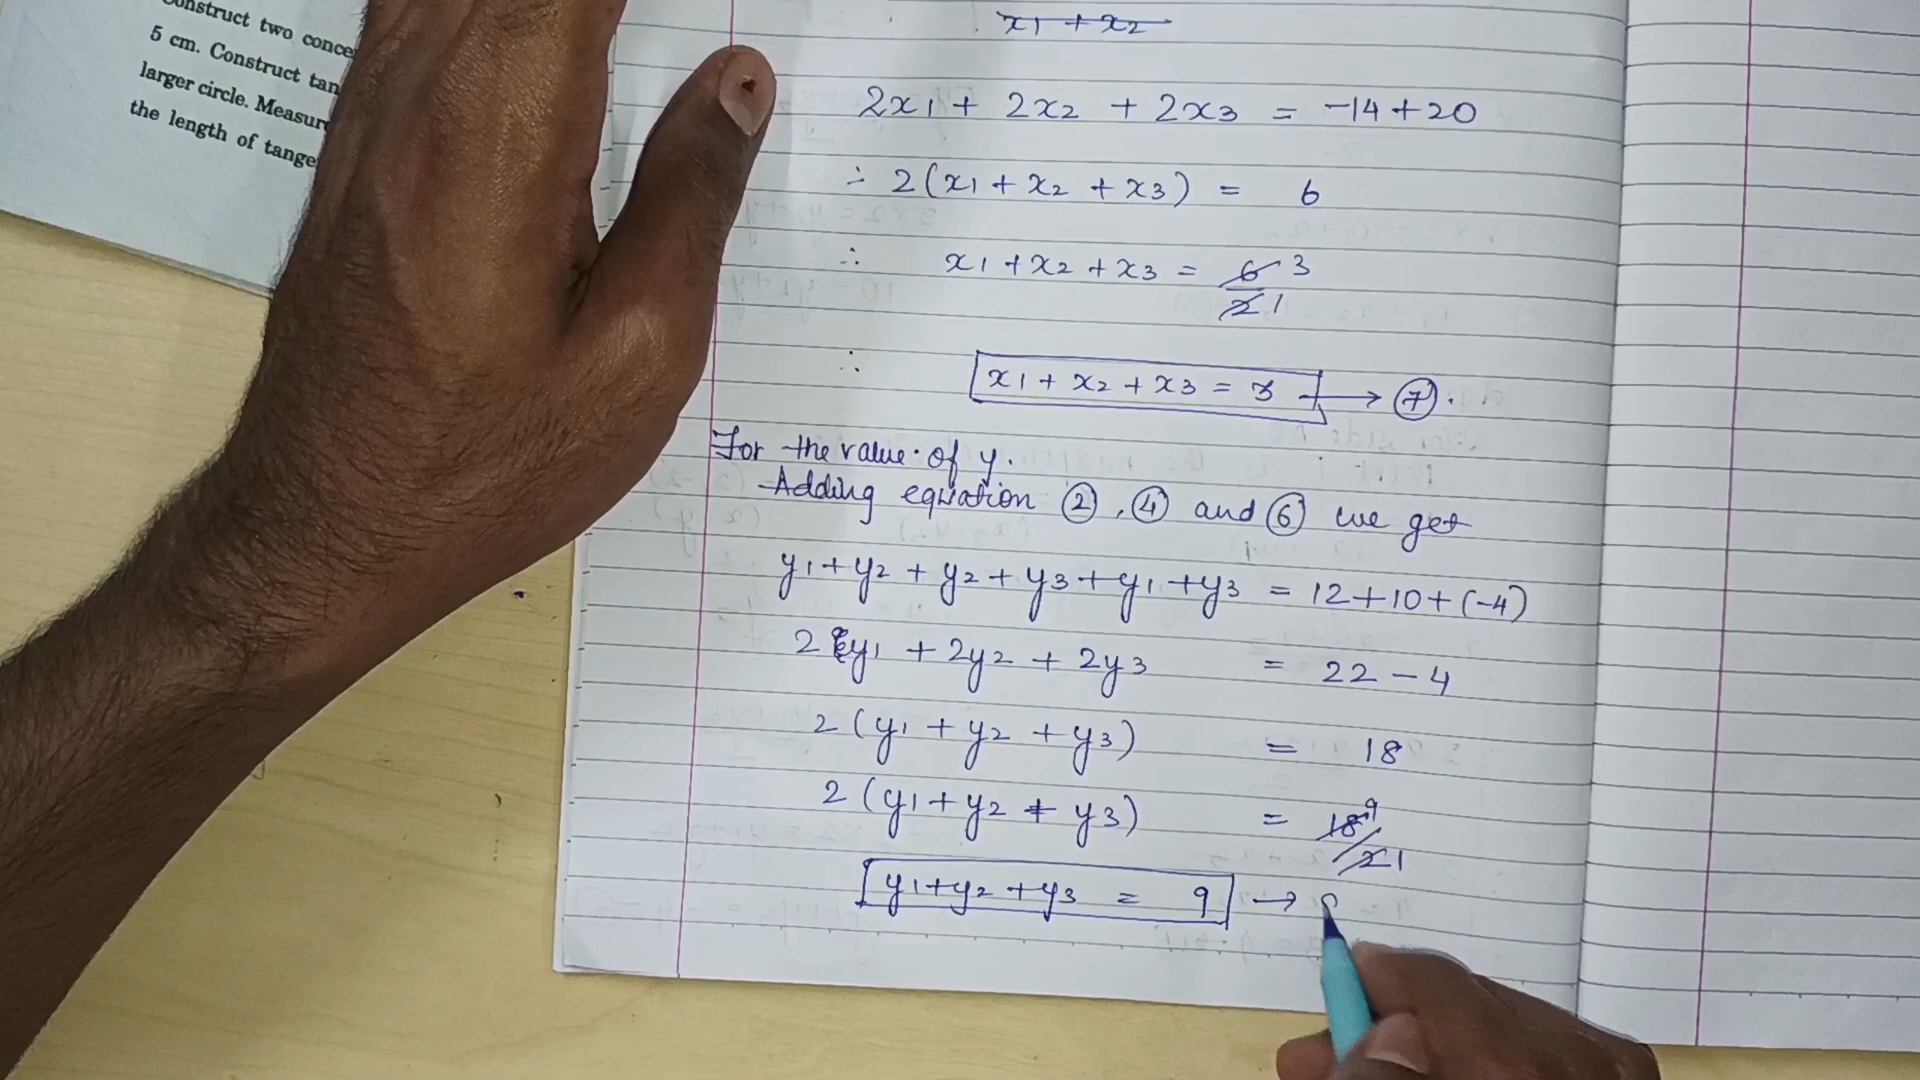 onstruct two conce
5 cm. Construct tan
larger circle. Measur
the length of tange
x1 + x2
2x1 + 2x2 + 2x3 = -14+20
∴ 2(x1 + x2 + x3) = 6
∴ x1 + x2 + x3 = 6 3
2 1
∴ x1 + x2 + x3 = 3 → 7.
For the value of y.
Adding equation 2, 4 and 6 we get
y1 + y2 + y2 + y3 + y1 + y3 = 12+10+(-4)
2y1 + 2y2 + 2y3 = 22 - 4
2(y1 + y2 + y3) = 18
2(y1 + y2 + y3) = 18 9
2 1
y1 + y2 + y3 = 9 →